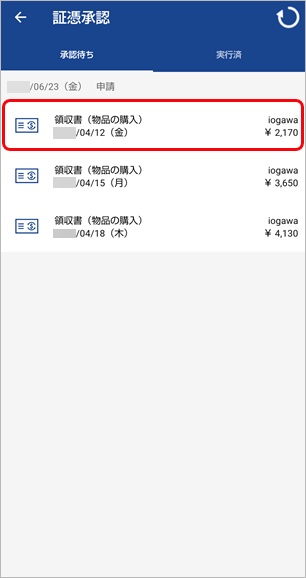 証憑承認
承認待ち 実行済
/06/23（金） 申請
領収書（物品の購入） iogawa
/04/12（金） ¥ 2,170
領収書（物品の購入） iogawa
/04/15（月） ¥ 3,650
領収書（物品の購入） iogawa
/04/18（木） ¥ 4,130